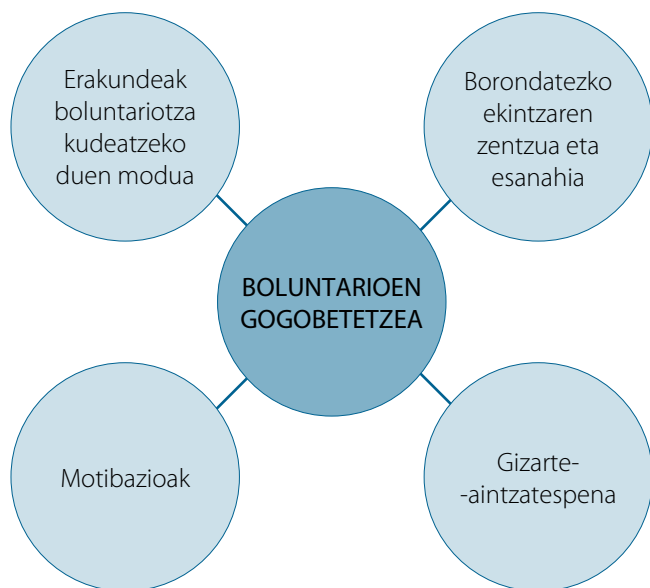 Erakundeak
boluntariotza
kudeatzeko
duen modua
Borondatezko
ekintzaren
zentzua eta
esanahia
BOLUNTARIOEN
GOGOBETETZEA
Motibazioak
Gizarte-
-aintzatespena